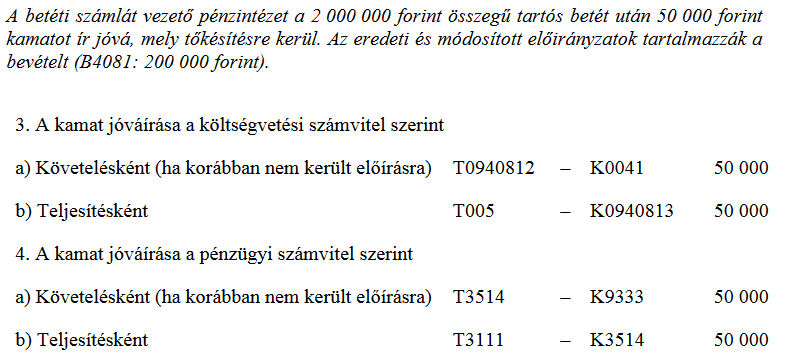 A betéti számlát vezető pénzintézet a 2 000 000 forint összegű tartós betét után 50 000 forint
kamatot ír jóvá, mely tőkésítésre kerül. Az eredeti és módosított előirányzatok tartalmazzák a
bevételt (B4081: 200 000 forint).
3. A kamat jóváírása a költségvetési számvitel szerint
a) Követelésként (ha korábban nem került előírásra) T0940812 – K0041 50 000
b) Teljesítésként T005 – K0940813 50 000
4. A kamat jóváírása a pénzügyi számvitel szerint
a) Követelésként (ha korábban nem került előírásra) T3514 – K9333 50 000
b) Teljesítésként T3111 – K3514 50 000